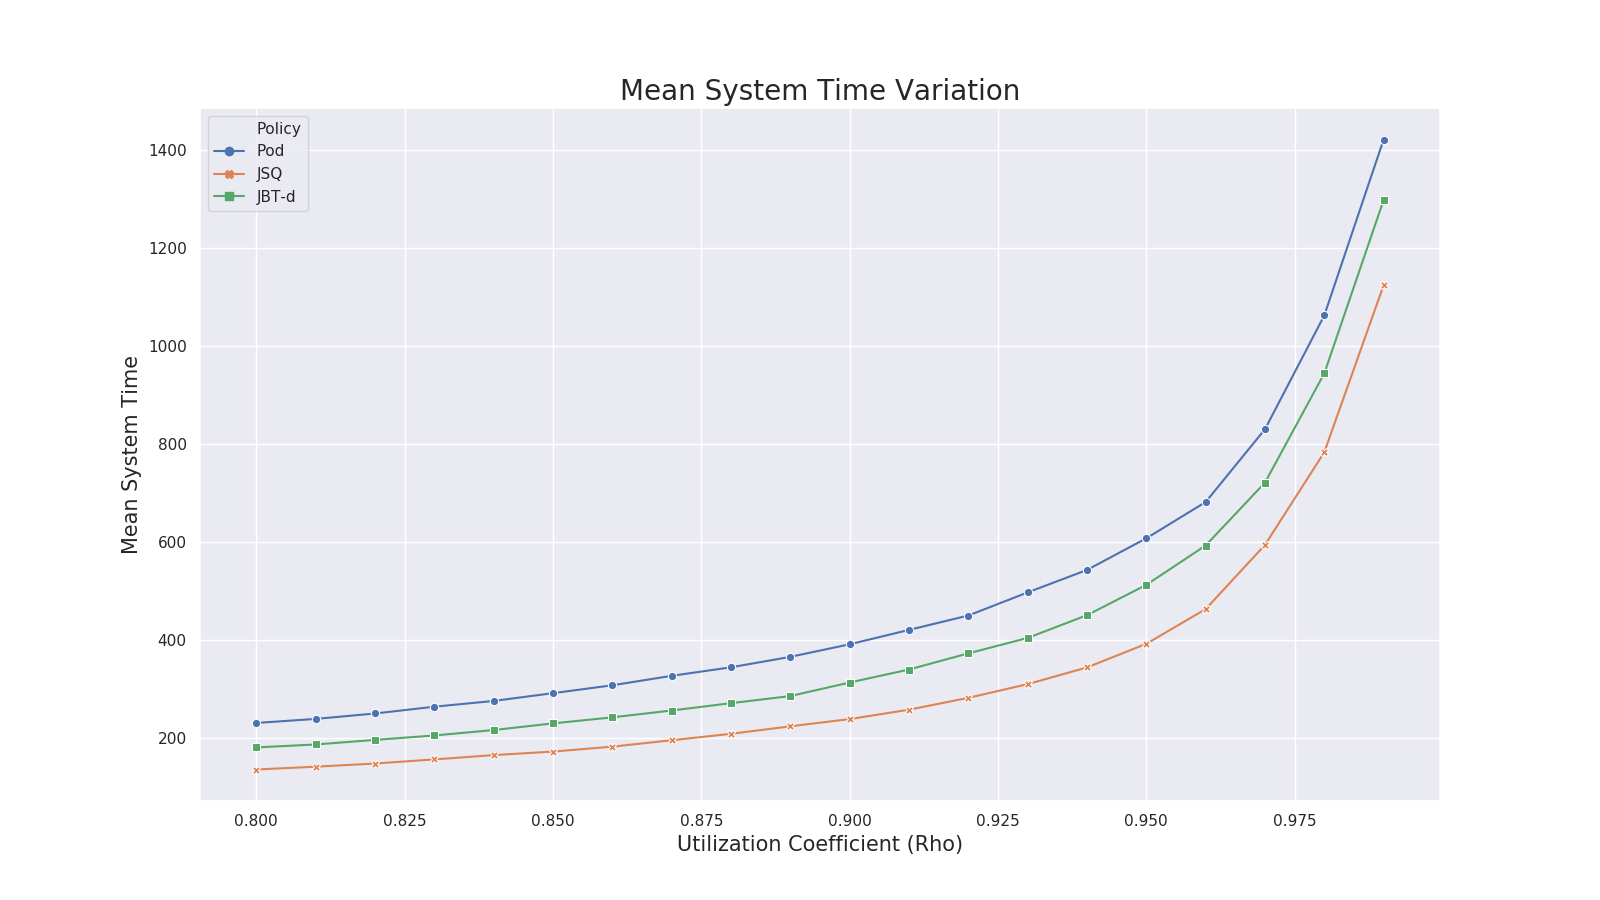 Mean System Time Variation
Policy
Pod
JSQ
JBT-d
1400
1200
1000
800
600
400
200
Mean System Time
0.800 0.825 0.850 0.875 0.900 0.925 0.950 0.975
Utilization Coefficient (Rho)